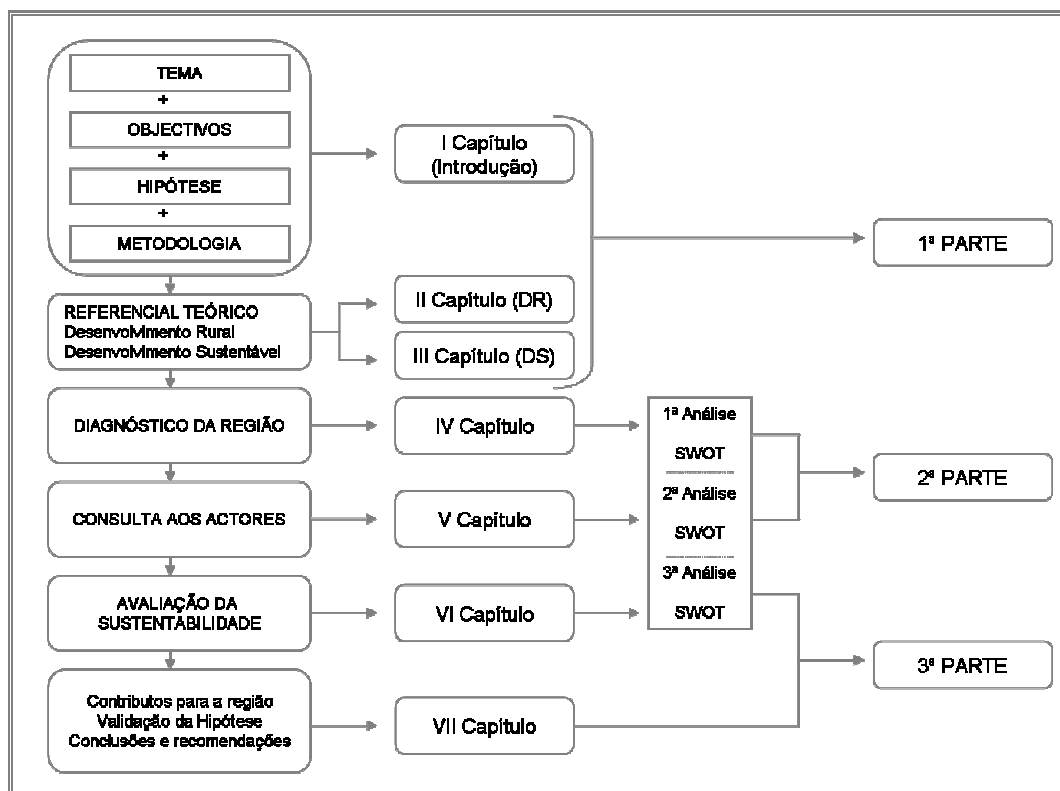 TEMA
+
OBJECTIVOS
+
HIPÓTESE
+
METODOLOGIA
I Capítulo
(Introdução)
1ª PARTE
REFERENCIAL TEÓRICO
Desenvolvimento Rural
Desenvolvimento Sustentável
II Capítulo (DR)
III Capítulo (DS)
DIAGNÓSTICO DA REGIÃO
IV Capítulo
1ª Análise
SWOT
2ª Análise
SWOT
3ª Análise
SWOT
2ª PARTE
CONSULTA AOS ACTORES
V Capítulo
AVALIAÇÃO DA
SUSTENTABILIDADE
VI Capítulo
3ª PARTE
Contributos para a região
Validação da Hipótese
Conclusões e recomendações
VII Capítulo